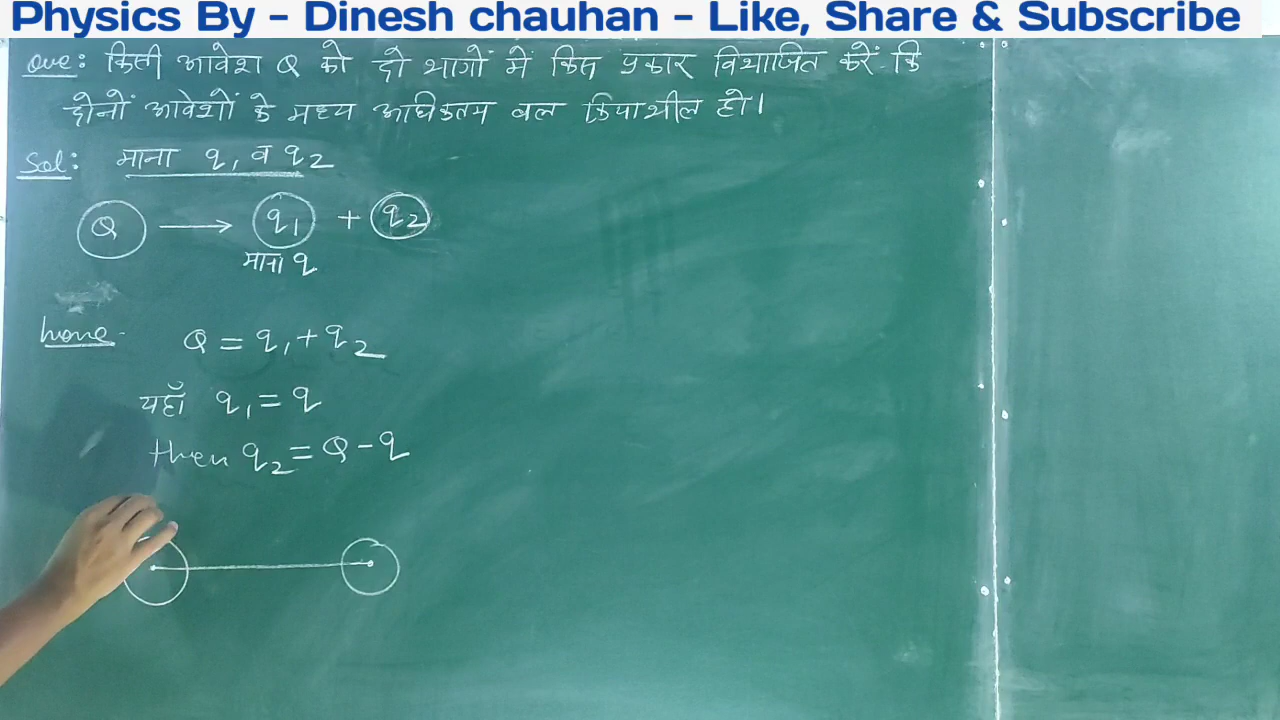 Physics By - Dinesh chauhan - Like, Share & Subscribe
Que: किसी आवेश Q को दो भागों में किस प्रकार विभाजित करें कि
दोनों आवेशों के मध्य अधिकतम बल क्रियाशील हो।
Sol: माना q₁ व q₂
Q ⟶ q₁ + q₂
माना q
Q = q₁ + q₂
यहाँ q₁ = q
then q₂ = Q - q